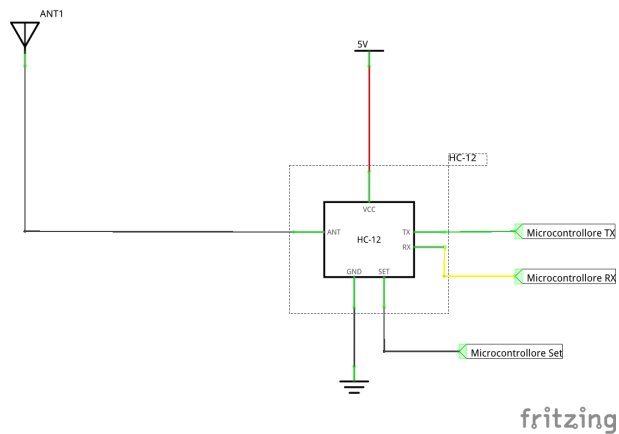 ANT1
5V
HC-12
VCC
ANT
HC-12
TX
RX
GND
SET
Microcontrollore TX
Microcontrollore RX
Microcontrollore Set
fritzing